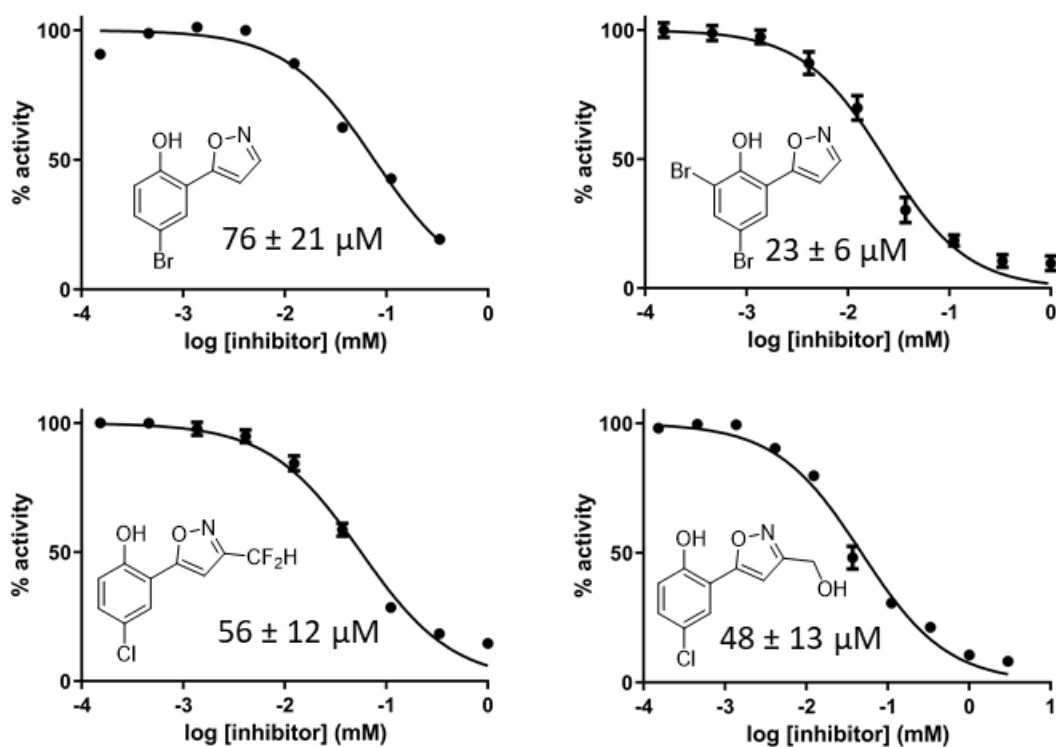 100
50
0
% activity
OH
O
N
Br
76 ± 21 µM
-4 -3 -2 -1 0
log [inhibitor] (mM)
100
50
0
% activity
OH
O
N
Br
Br
23 ± 6 µM
-4 -3 -2 -1 0
log [inhibitor] (mM)
100
50
0
% activity
OH
O
N
CF₂H
Cl
56 ± 12 µM
-4 -3 -2 -1 0
log [inhibitor] (mM)
100
50
0
% activity
OH
O
N
OH
Cl
48 ± 13 µM
-4 -3 -2 -1 0 1
log [inhibitor] (mM)